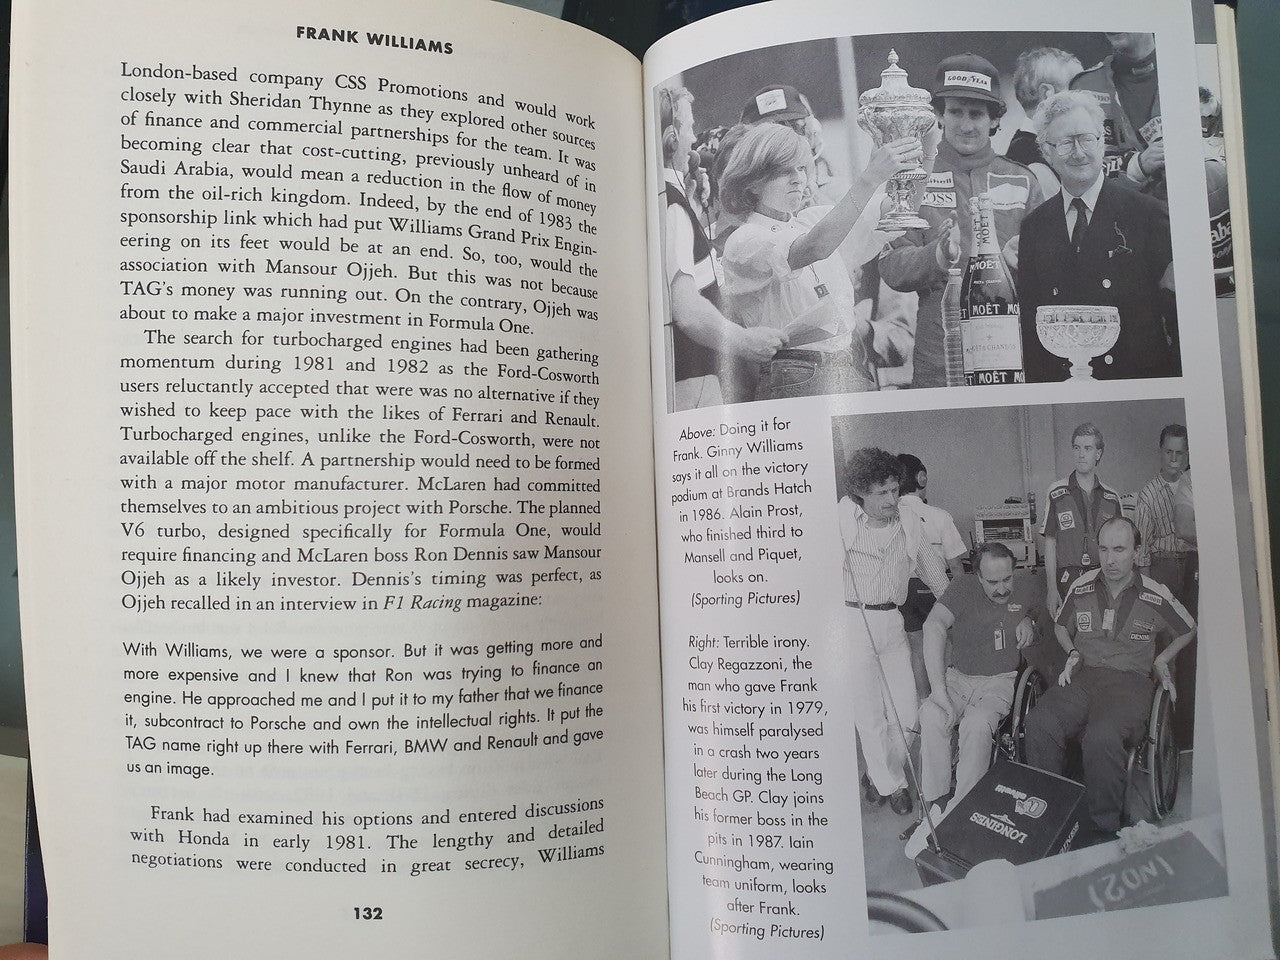 FRANK WILLIAMS
London-based company CSS Promotions and would work
closely with Sheridan Thynne as they explored other sources
of finance and commercial partnerships for the team. It was
becoming clear that cost-cutting, previously unheard of in
Saudi Arabia, would mean a reduction in the flow of money
from the oil-rich kingdom. Indeed, by the end of 1983 the
sponsorship link which had put Williams Grand Prix Engin-
eering on its feet would be at an end. So, too, would the
association with Mansour Ojjeh. But this was not because
TAG's money was running out. On the contrary, Ojjeh was
about to make a major investment in Formula One.
The search for turbocharged engines had been gathering
momentum during 1981 and 1982 as the Ford-Cosworth
users reluctantly accepted that were was no alternative if they
wished to keep pace with the likes of Ferrari and Renault.
Turbocharged engines, unlike the Ford-Cosworth, were not
available off the shelf. A partnership would need to be formed
with a major motor manufacturer. McLaren had committed
themselves to an ambitious project with Porsche. The planned
V6 turbo, designed specifically for Formula One, would
require financing and McLaren boss Ron Dennis saw Mansour
Ojjeh as a likely investor. Dennis's timing was perfect, as
Ojjeh recalled in an interview in F1 Racing magazine:
With Williams, we were a sponsor. But it was getting more and
more expensive and I knew that Ron was trying to finance an
engine. He approached me and I put it to my father that we finance
it, subcontract to Porsche and own the intellectual rights. It put the
TAG name right up there with Ferrari, BMW and Renault and gave
us an image.
Frank had examined his options and entered discussions
with Honda in early 1981. The lengthy and detailed
negotiations were conducted in great secrecy, Williams
132
GOOD YEAR
BOSS
MOËT
MOËT
MOËT MO
MOËT
Above: Doing it for
Frank. Ginny Williams
says it all on the victory
podium at Brands Hatch
in 1986. Alain Prost,
who finished third to
Mansell and Piquet,
looks on.
(Sporting Pictures)
Right: Terrible irony.
Clay Regazzoni, the
man who gave Frank
his first victory in 1979,
was himself paralysed
in a crash two years
later during the Long
Beach GP. Clay joins
his former boss in the
pits in 1987. Iain
Cunningham, wearing
team uniform, looks
after Frank.
(Sporting Pictures)
Canon
DENIM
LONGINES